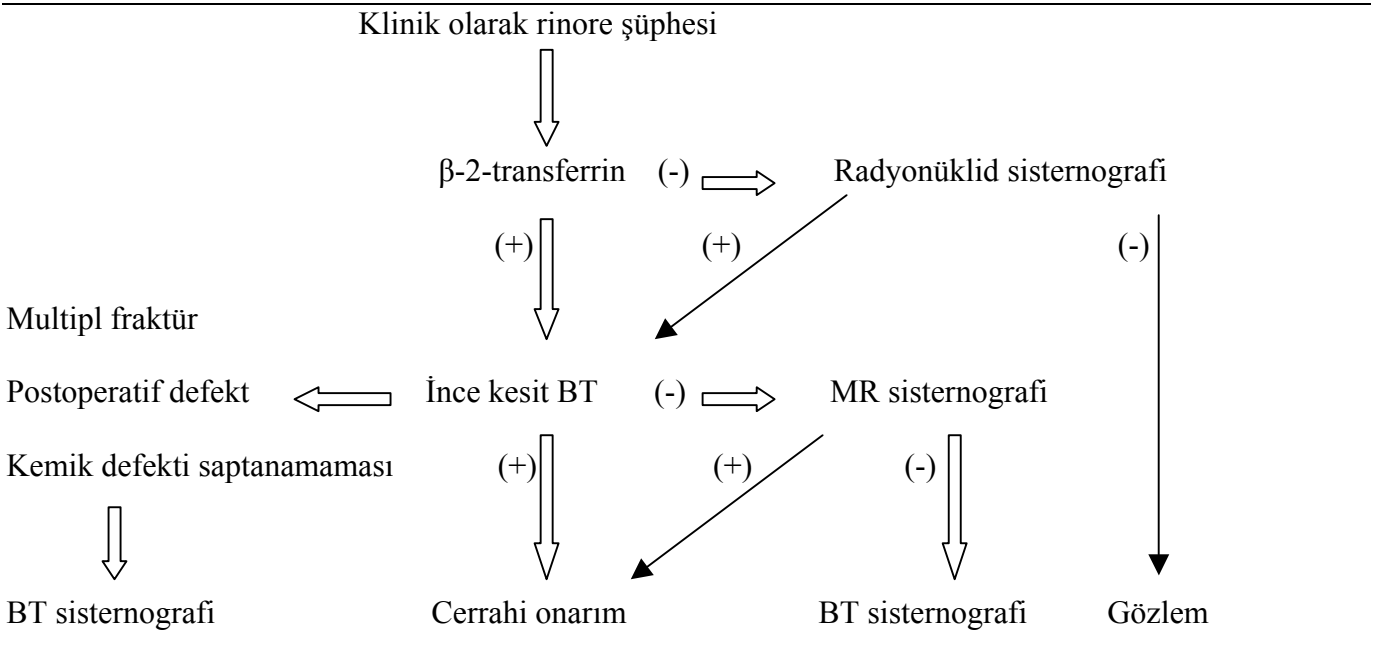 Klinik olarak rinore şüphesi
β-2-transferrin (-) Radyonüklid sisternografi
(+) (+) (-)
Multipl fraktür
Postoperatif defekt İnce kesit BT (-) MR sisternografi
Kemik defekti saptanamaması (+) (+) (-)
BT sisternografi Cerrahi onarım BT sisternografi Gözlem